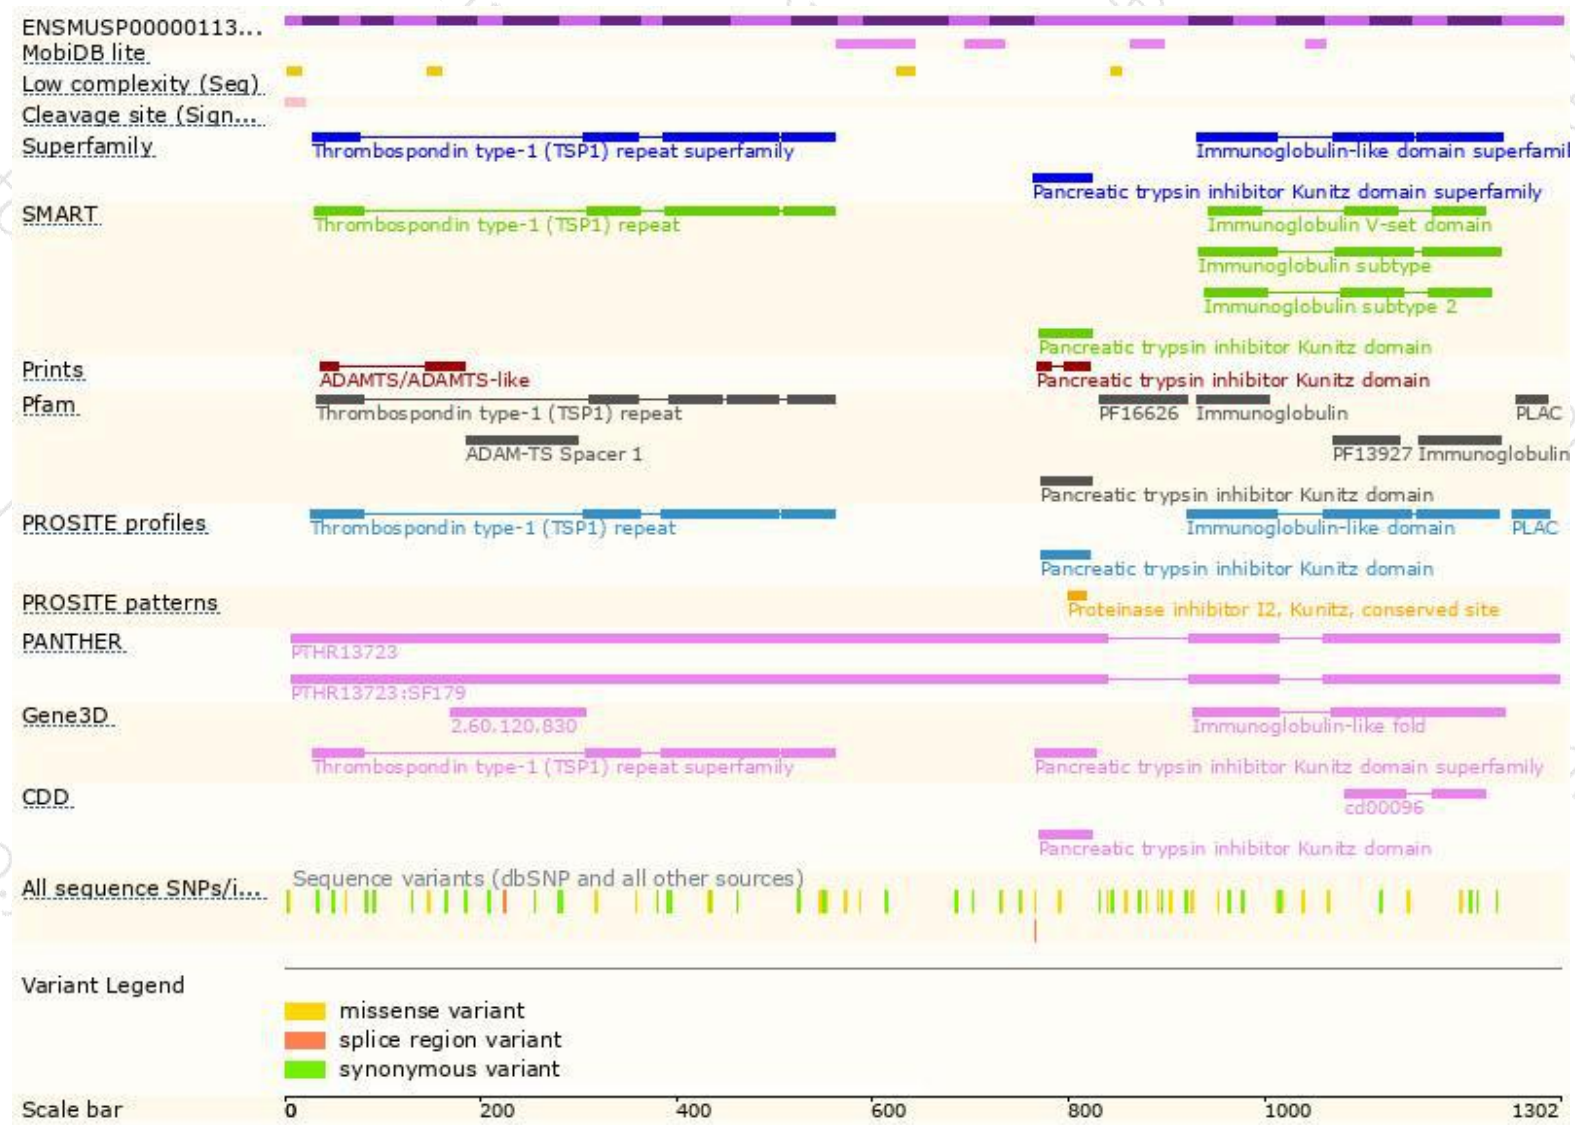 ENSMUSP00000113...
MobiDB lite
Low complexity (Seg)
Cleavage site (Sign...
Superfamily
Thrombospondin type-1 (TSP1) repeat superfamily
Immunoglobulin-like domain superfamil
Pancreatic trypsin inhibitor Kunitz domain superfamily
SMART
Thrombospondin type-1 (TSP1) repeat
Immunoglobulin V-set domain
Immunoglobulin subtype
Immunoglobulin subtype 2
Pancreatic trypsin inhibitor Kunitz domain
Prints
ADAMTS/ADAMTS-like
Pancreatic trypsin inhibitor Kunitz domain
Pfam
Thrombospondin type-1 (TSP1) repeat
PF16626
Immunoglobulin
PLAC
ADAM-TS Spacer 1
PF13927
Immunoglobulin
Pancreatic trypsin inhibitor Kunitz domain
PROSITE profiles
Thrombospondin type-1 (TSP1) repeat
Immunoglobulin-like domain
PLAC
Pancreatic trypsin inhibitor Kunitz domain
PROSITE patterns
Proteinase inhibitor I2, Kunitz, conserved site
PANTHER
PTHR13723
PTHR13723:SF179
Gene3D
2.60.120.830
Immunoglobulin-like fold
Thrombospondin type-1 (TSP1) repeat superfamily
Pancreatic trypsin inhibitor Kunitz domain superfamily
CDD
cd00096
Pancreatic trypsin inhibitor Kunitz domain
All sequence SNPs/i...
Sequence variants (dbSNP and all other sources)
Variant Legend
missense variant
splice region variant
synonymous variant
Scale bar
0
200
400
600
800
1000
1302